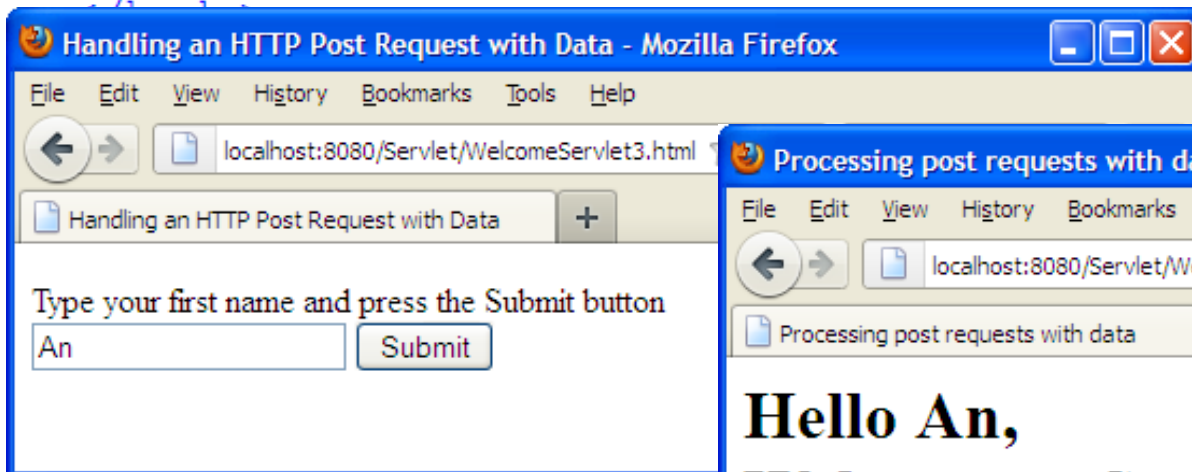 Handling an HTTP Post Request with Data - Mozilla Firefox
File Edit View History Bookmarks Tools Help
localhost:8080/Servlet/WelcomeServlet3.html
Handling an HTTP Post Request with Data +
Type your first name and press the Submit button
An Submit
Processing post requests with
File Edit View History Bookmarks
localhost:8080/Servlet/
Processing post requests with data
Hello An,